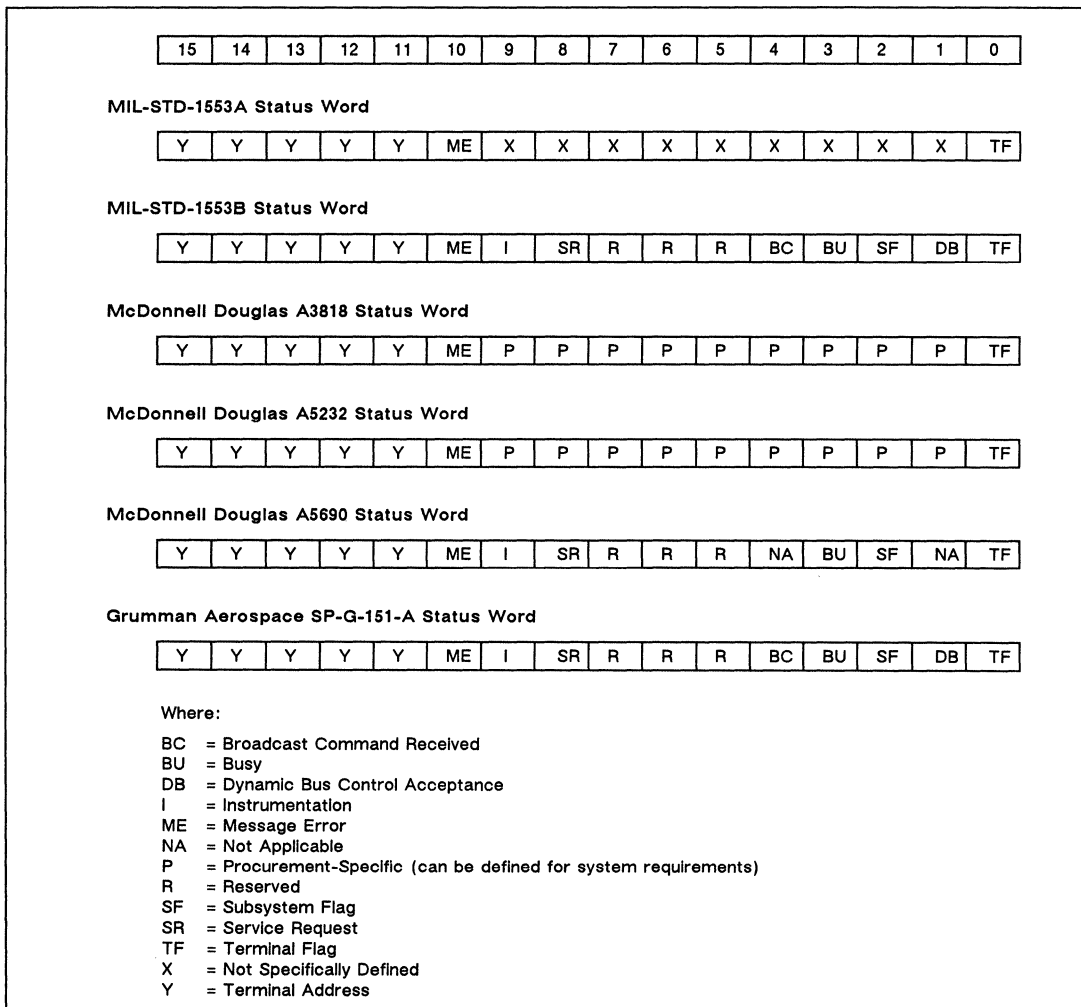 15 14 13 12 11 10 9 8 7 6 5 4 3 2 1 0
MIL-STD-1553A Status Word
Y Y Y Y Y ME X X X X X X X X X TF
MIL-STD-1553B Status Word
Y Y Y Y Y ME I SR R R R BC BU SF DB TF
McDonnell Douglas A3818 Status Word
Y Y Y Y Y ME P P P P P P P P P TF
McDonnell Douglas A5232 Status Word
Y Y Y Y Y ME P P P P P P P P P TF
McDonnell Douglas A5690 Status Word
Y Y Y Y Y ME I SR R R R NA BU SF NA TF
Grumman Aerospace SP-G-151-A Status Word
Y Y Y Y Y ME I SR R R R BC BU SF DB TF
Where:
BC = Broadcast Command Received
BU = Busy
DB = Dynamic Bus Control Acceptance
I = Instrumentation
ME = Message Error
NA = Not Applicable
P = Procurement-Specific (can be defined for system requirements)
R = Reserved
SF = Subsystem Flag
SR = Service Request
TF = Terminal Flag
X = Not Specifically Defined
Y = Terminal Address